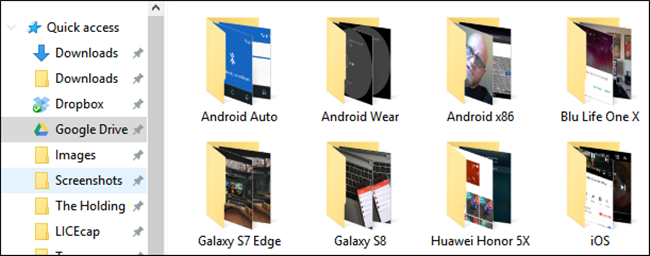 Quick access
Downloads
Downloads
Dropbox
Google Drive
Images
Screenshots
The Holding
LICEcap
Android Auto
Android Wear
Android x86
Blu Life One X
Galaxy S7 Edge
Galaxy S8
Huawei Honor 5X
iOS